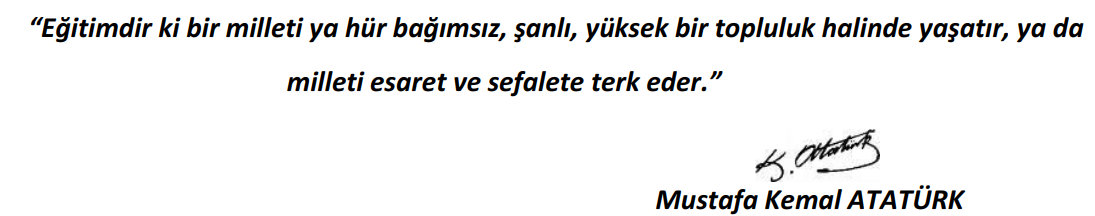 “Eğitimdir ki bir milleti ya hür bağımsız, şanlı, yüksek bir topluluk halinde yaşatır, ya da
milleti esaret ve sefalete terk eder.”
K. Atatürk
Mustafa Kemal ATATÜRK